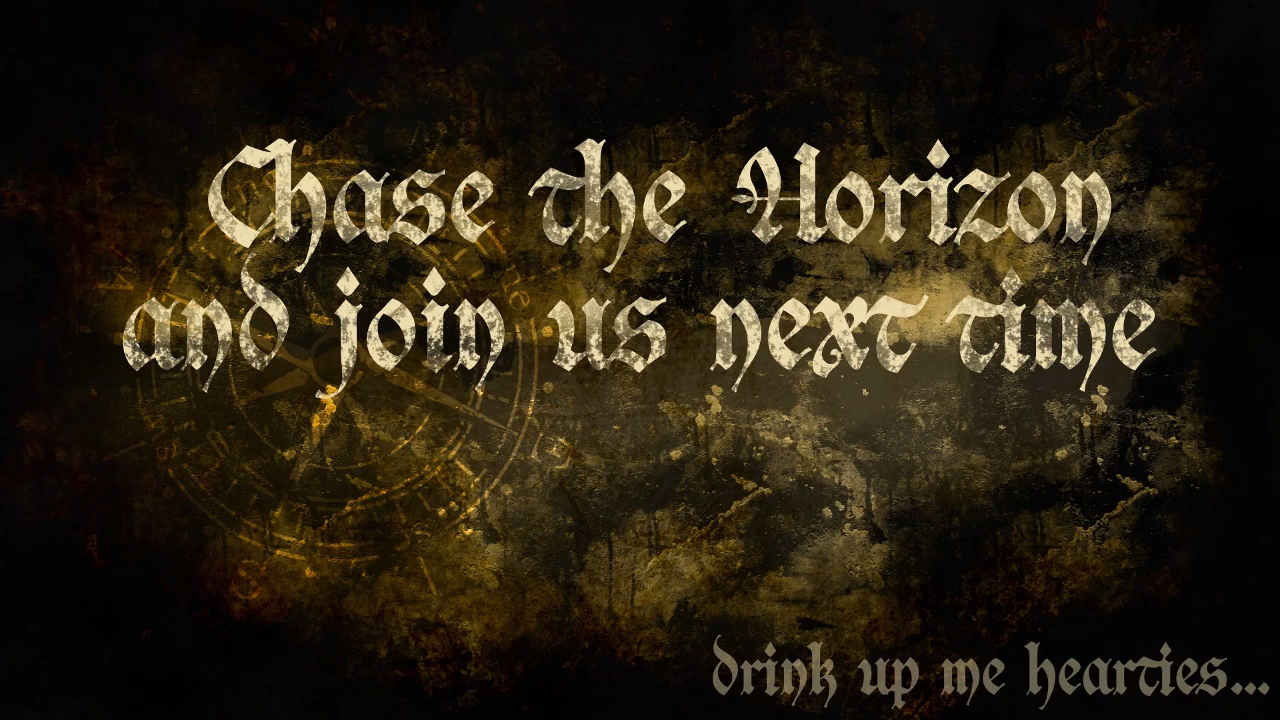 Chase the Horizon
and join us next time
drink up me hearties...